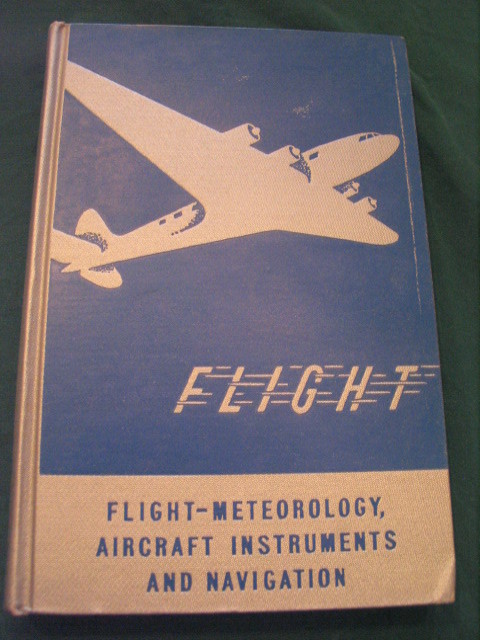 FLIGHT
FLIGHT-METEOROLOGY,
AIRCRAFT INSTRUMENTS
AND NAVIGATION